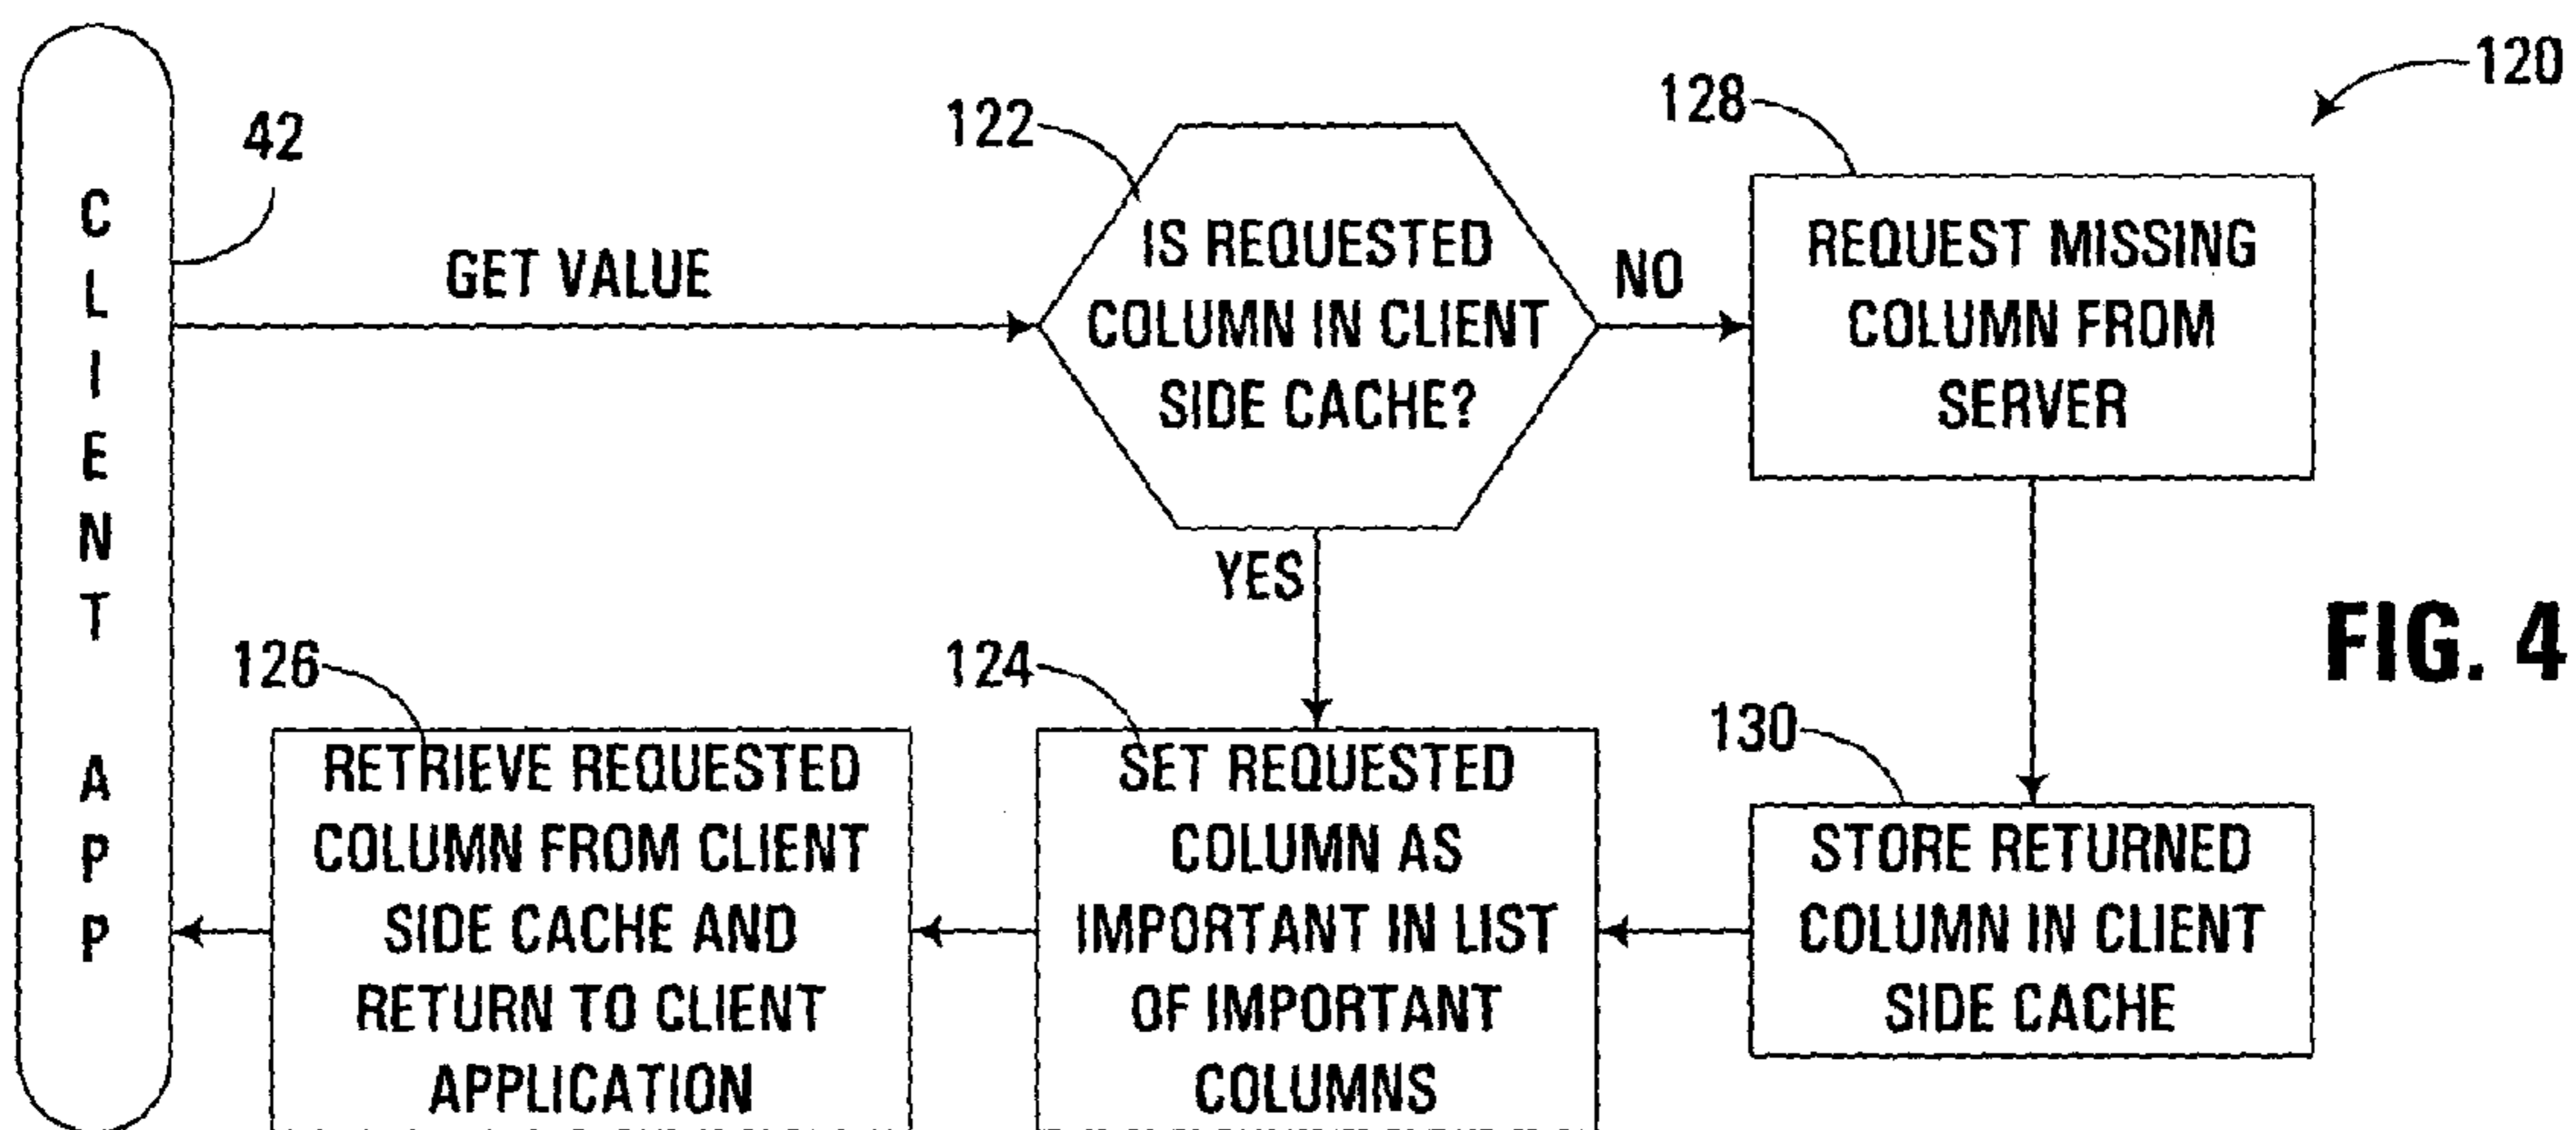 120
42
CLIENT APP
GET VALUE
122
IS REQUESTED
COLUMN IN CLIENT
SIDE CACHE?
NO
128
REQUEST MISSING
COLUMN FROM
SERVER
YES
FIG. 4
126
RETRIEVE REQUESTED
COLUMN FROM CLIENT
SIDE CACHE AND
RETURN TO CLIENT
APPLICATION
124
SET REQUESTED
COLUMN AS
IMPORTANT IN LIST
OF IMPORTANT
COLUMNS
130
STORE RETURNED
COLUMN IN CLIENT
SIDE CACHE